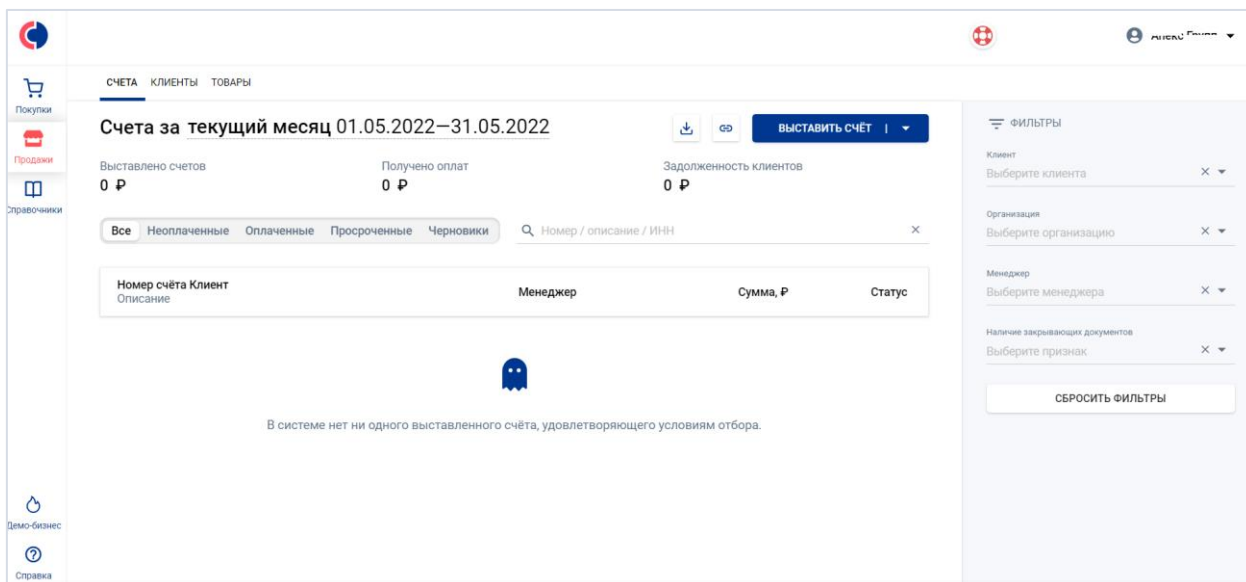 Покупки
Продажи
Справочники
Демо-бизнес
Справка
СЧЕТА КЛИЕНТЫ ТОВАРЫ
Счета за текущий месяц 01.05.2022—31.05.2022
ВЫСТАВИТЬ СЧЁТ |
Выставлено счетов
0 ₽
Получено оплат
0 ₽
Задолженность клиентов
0 ₽
Все Неоплаченные Оплаченные Просроченные Черновики
Номер / описание / ИНН
Номер счёта Клиент
Описание
Менеджер Сумма, ₽ Статус
В системе нет ни одного выставленного счёта, удовлетворяющего условиям отбора.
ФИЛЬТРЫ
Клиент
Выберите клиента
Организация
Выберите организацию
Менеджер
Выберите менеджера
Наличие закрывающих документов
Выберите признак
СБРОСИТЬ ФИЛЬТРЫ